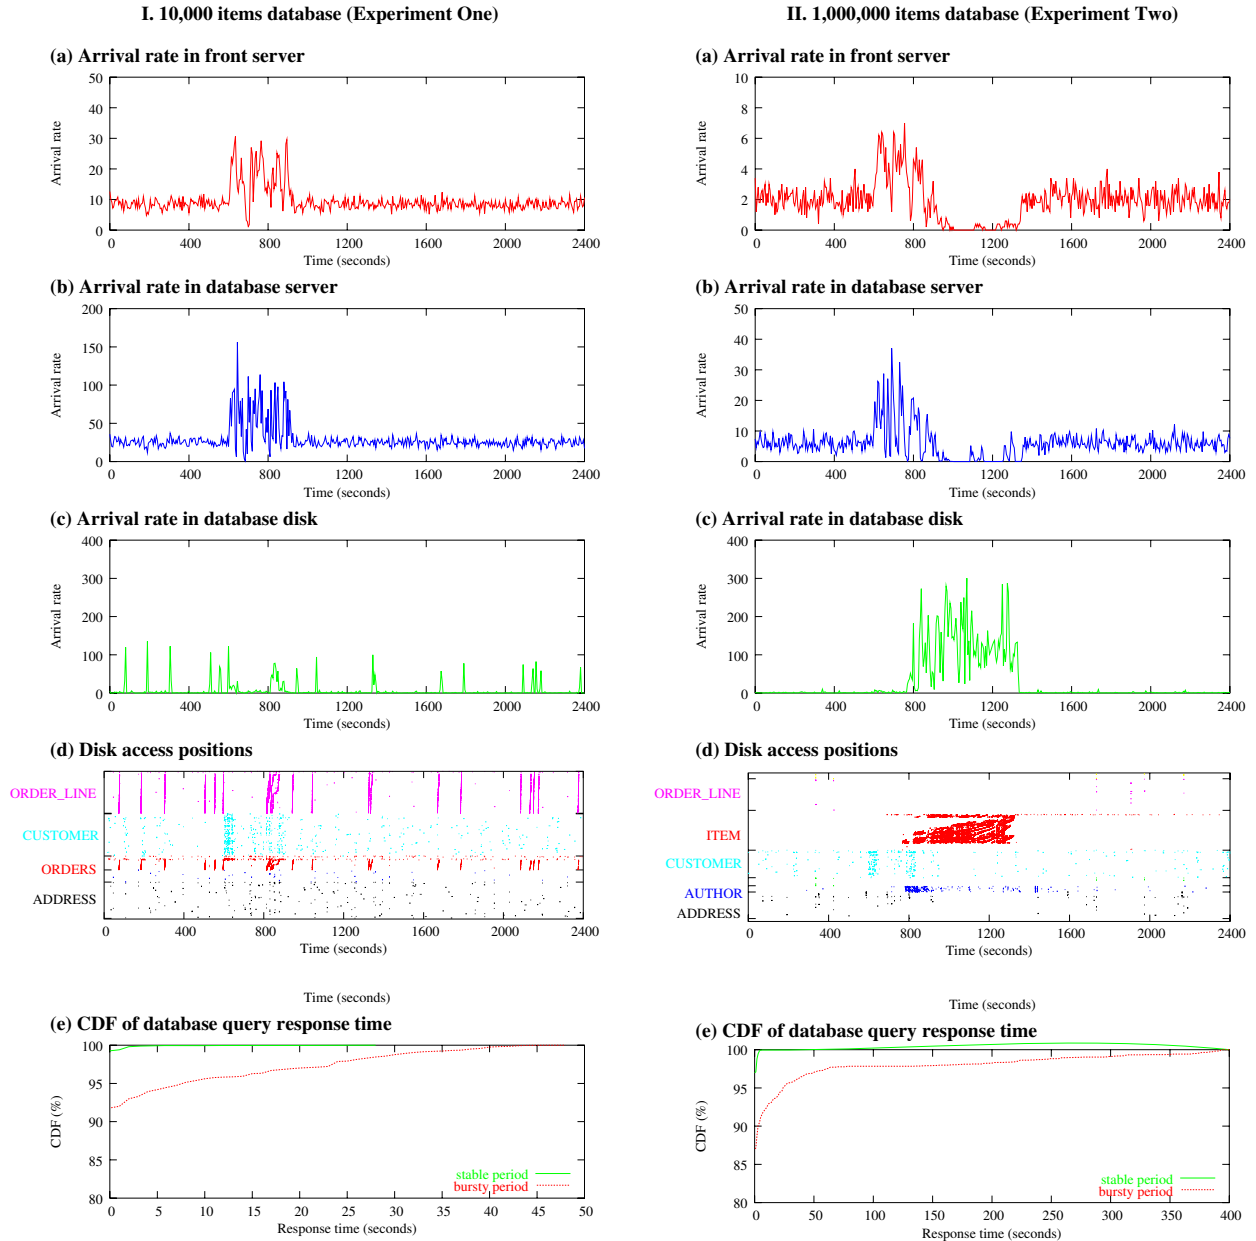 I. 10,000 items database (Experiment One)
(a) Arrival rate in front server
50
40
30
20
10
0
Arrival rate
0 400 800 1200 1600 2000 2400
Time (seconds)
(b) Arrival rate in database server
200
150
100
50
0
Arrival rate
0 400 800 1200 1600 2000 2400
Time (seconds)
(c) Arrival rate in database disk
400
300
200
100
0
Arrival rate
0 400 800 1200 1600 2000 2400
Time (seconds)
(d) Disk access positions
ORDER_LINE
CUSTOMER
ORDERS
ADDRESS
0 400 800 1200 1600 2000 2400
Time (seconds)
Time (seconds)
(e) CDF of database query response time
100
95
90
85
80
CDF (%)
stable period
bursty period
0 5 10 15 20 25 30 35 40 45 50
Response time (seconds)
II. 1,000,000 items database (Experiment Two)
(a) Arrival rate in front server
10
8
6
4
2
0
Arrival rate
0 400 800 1200 1600 2000 2400
Time (seconds)
(b) Arrival rate in database server
50
40
30
20
10
0
Arrival rate
0 400 800 1200 1600 2000 2400
Time (seconds)
(c) Arrival rate in database disk
400
300
200
100
0
Arrival rate
0 400 800 1200 1600 2000 2400
Time (seconds)
(d) Disk access positions
ORDER_LINE
ITEM
CUSTOMER
AUTHOR
ADDRESS
0 400 800 1200 1600 2000 2400
Time (seconds)
Time (seconds)
(e) CDF of database query response time
100
95
90
85
80
CDF (%)
stable period
bursty period
0 50 100 150 200 250 300 350 400
Response time (seconds)